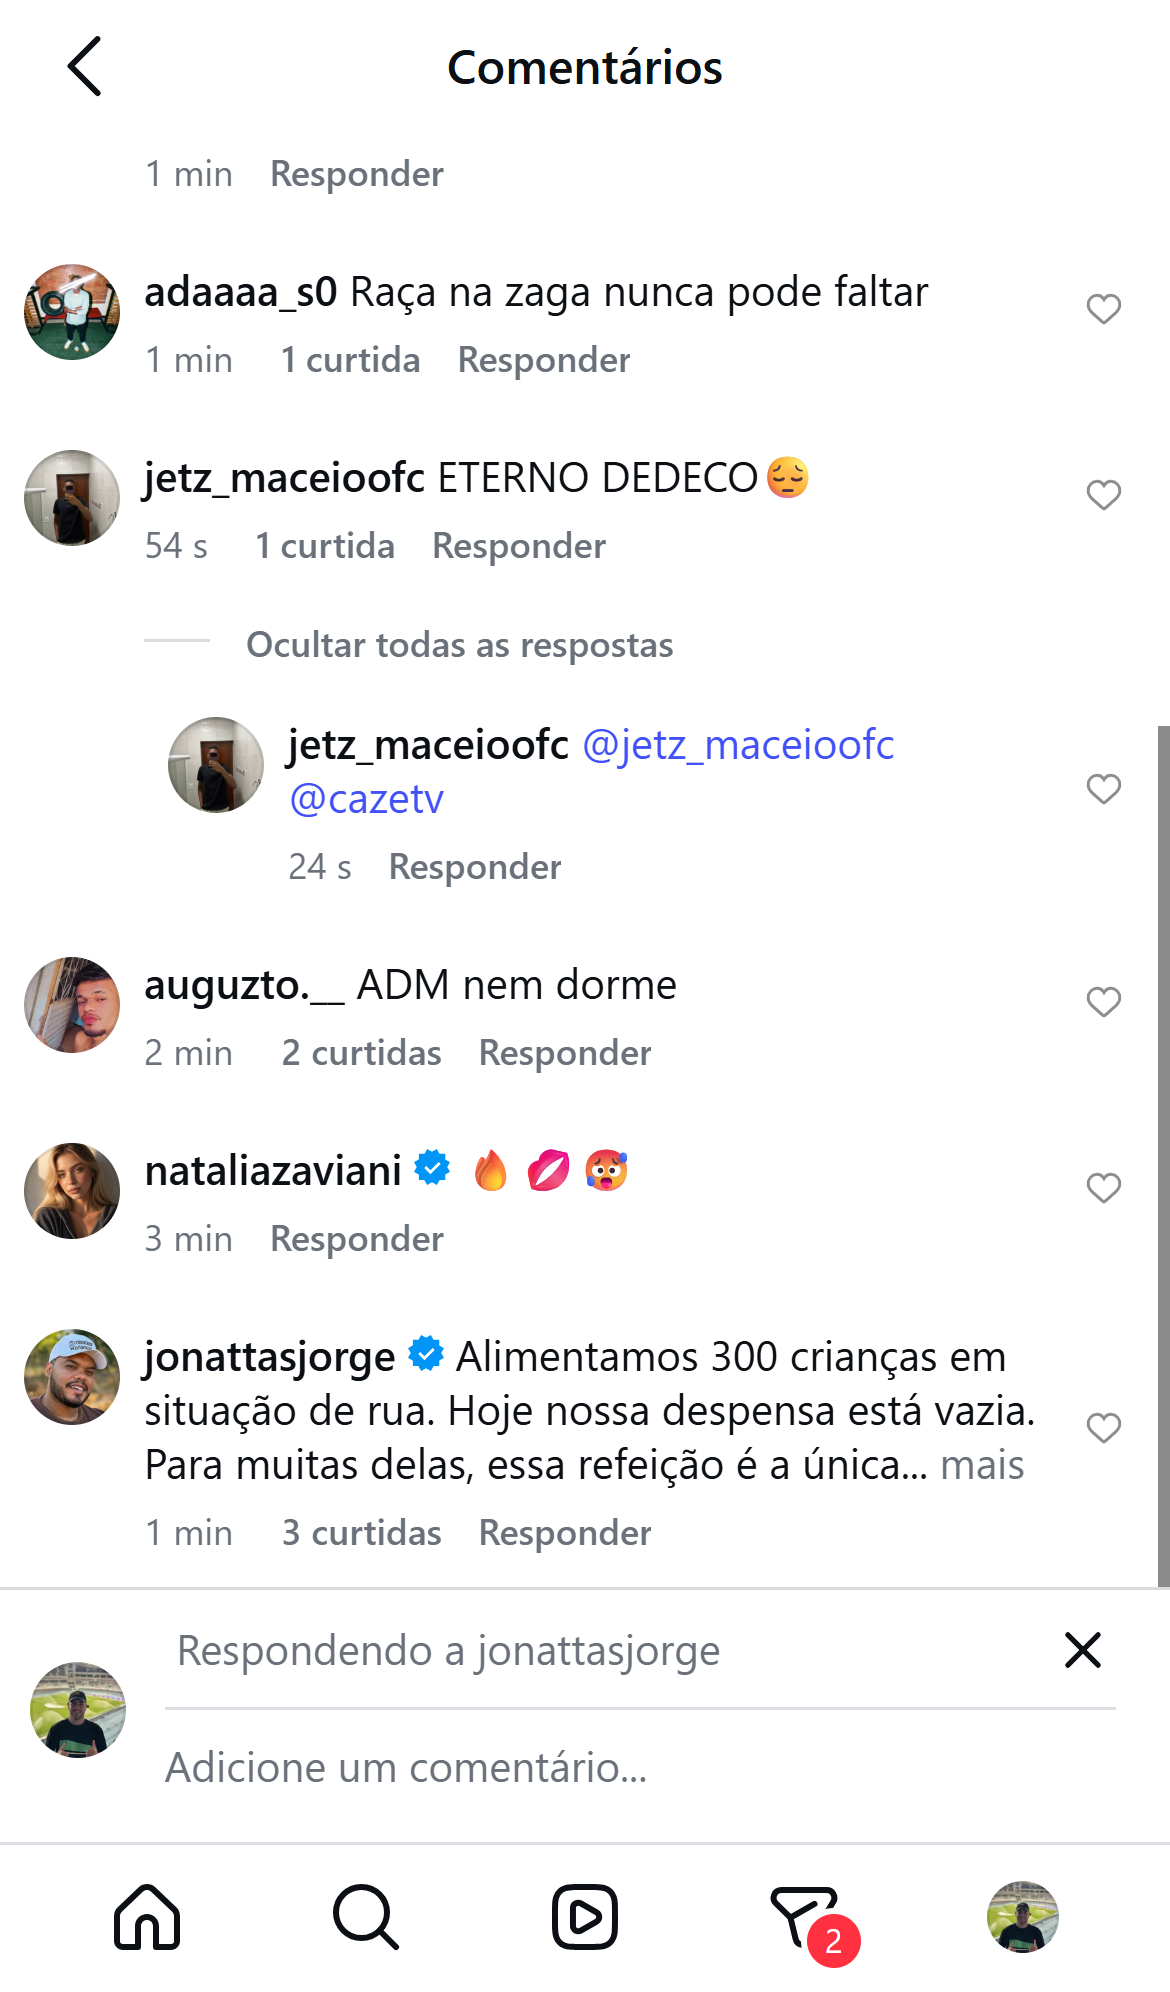 Comentários
1 min Responder
adaaaa_s0 Raça na zaga nunca pode faltar
1 min 1 curtida Responder
jetz_maceioofc ETERNO DEDECO😔
54 s 1 curtida Responder
Ocultar todas as respostas
jetz_maceioofc @jetz_maceioofc
@cazetv
24 s Responder
auguzto.__ ADM nem dorme
2 min 2 curtidas Responder
nataliazaviani 🔥 💋 🥵
3 min Responder
jonattasjorge Alimentamos 300 crianças em
situação de rua. Hoje nossa despensa está vazia.
Para muitas delas, essa refeição é a única... mais
1 min 3 curtidas Responder
Respondendo a jonattasjorge
Adicione um comentário...
2